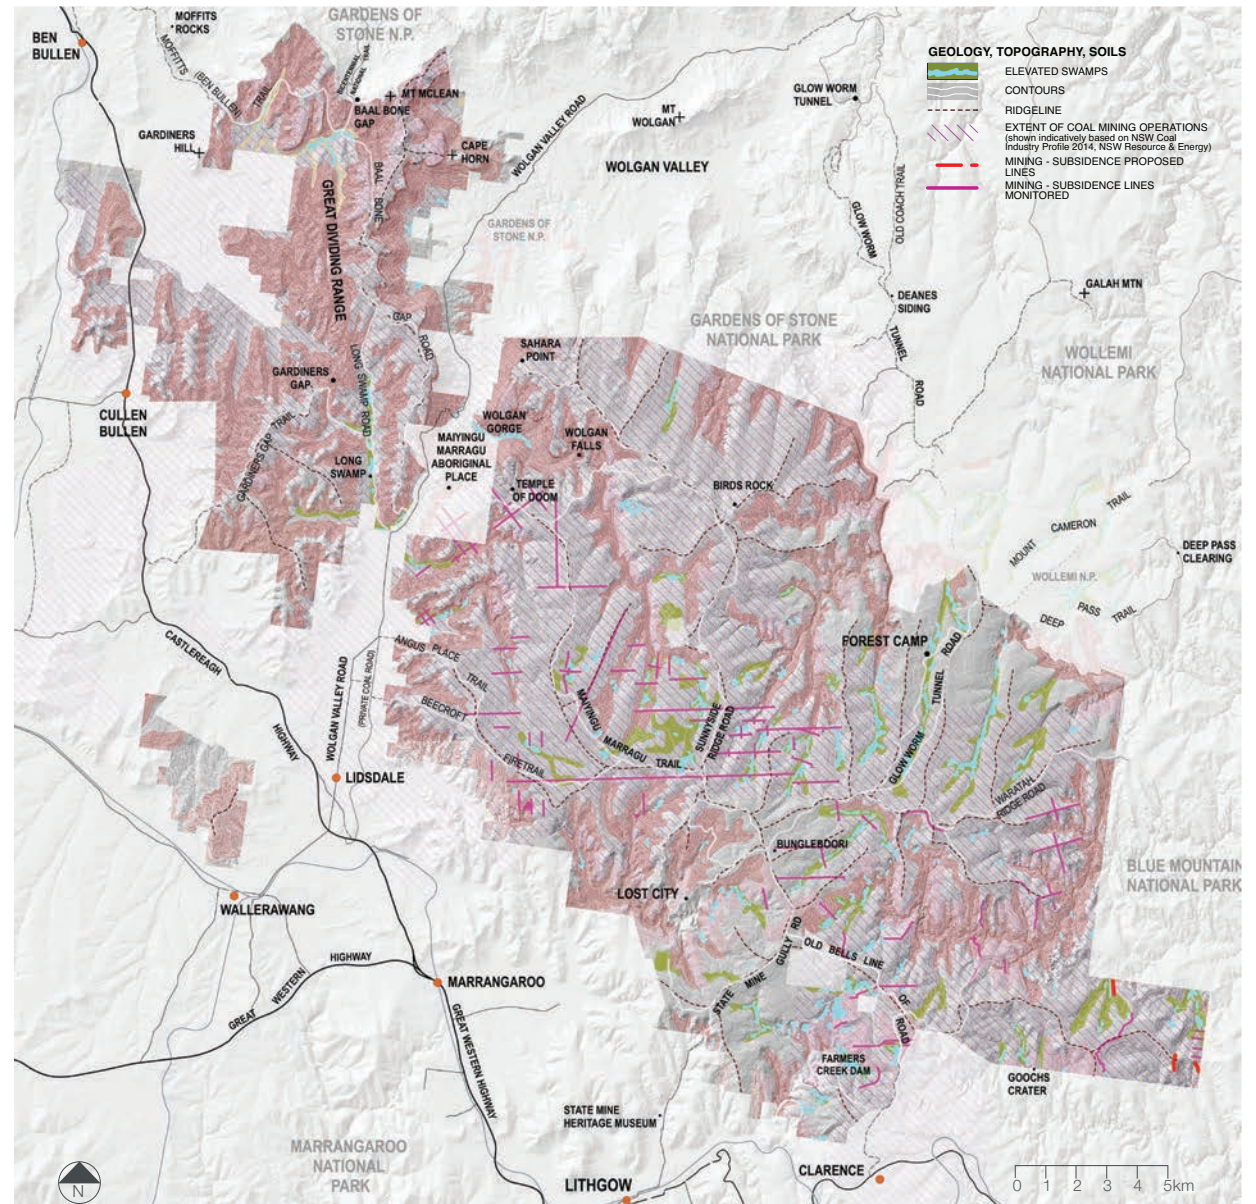 MOFFITS
ROCKS
GARDENS OF
STONE N.P.
BEN
BULLEN
MOFFITS
(BEN BULLEN)
TRAIL
BICENTENNIAL
NATIONAL TRAIL
MT MCLEAN
BAAL BONE
GAP
GARDINERS
HILL
CAPE
HORN
BAAL BONE
GAP
ROAD
WOLGAN VALLEY ROAD
MT
WOLGAN
WOLGAN VALLEY
GLOW WORM
TUNNEL
GEOLOGY, TOPOGRAPHY, SOILS
ELEVATED SWAMPS
CONTOURS
RIDGELINE
EXTENT OF COAL MINING OPERATIONS
(shown indicatively based on NSW Coal
Industry Profile 2014, NSW Resource & Energy)
MINING - SUBSIDENCE PROPOSED
LINES
MINING - SUBSIDENCE LINES
MONITORED
OLD COACH TRAIL
GLOW WORM
TUNNEL
ROAD
GREAT DIVIDING RANGE
GARDENS OF
STONE N.P.
DEANES
SIDING
GALAH MTN
GARDENS OF STONE
NATIONAL PARK
WOLLEMI
NATIONAL PARK
SAHARA
POINT
GARDINERS
GAP
LONG SWAMP ROAD
CULLEN
BULLEN
GARDINERS GAP TRAIL
WOLGAN
GORGE
WOLGAN
FALLS
MAIYINGU
MARRAGU
ABORIGINAL
PLACE
LONG
SWAMP
TEMPLE
OF DOOM
BIRDS ROCK
MOUNT
CAMERON
TRAIL
DEEP PASS
CLEARING
WOLLEMI N.P.
DEEP
PASS
TRAIL
CASTLEREAGH
HIGHWAY
WOLGAN VALLEY ROAD
(PRIVATE COAL ROAD)
ANGUS PLACE
TRAIL
BEECROFT
FIRETRAIL
MAIYINGU
MARRAGU
TRAIL
SUNNYSIDE
RIDGE ROAD
FOREST CAMP
GLOW WORM
TUNNEL
ROAD
WARATAH
RIDGE ROAD
LIDSDALE
BUNGLEBOORI
BLUE MOUNTAIN
NATIONAL PARK
LOST CITY
WALLERAWANG
OLD BELLS LINE
OF
ROAD
STATE MINE
GULLY RD
GREAT
WESTERN
HIGHWAY
MARRANGAROO
GREAT WESTERN HIGHWAY
FARMERS
CREEK DAM
GOOCHS
CRATER
STATE MINE
HERITAGE MUSEUM
MARRANGAROO
NATIONAL
PARK
CLARENCE
LITHGOW
N
0 1 2 3 4 5km